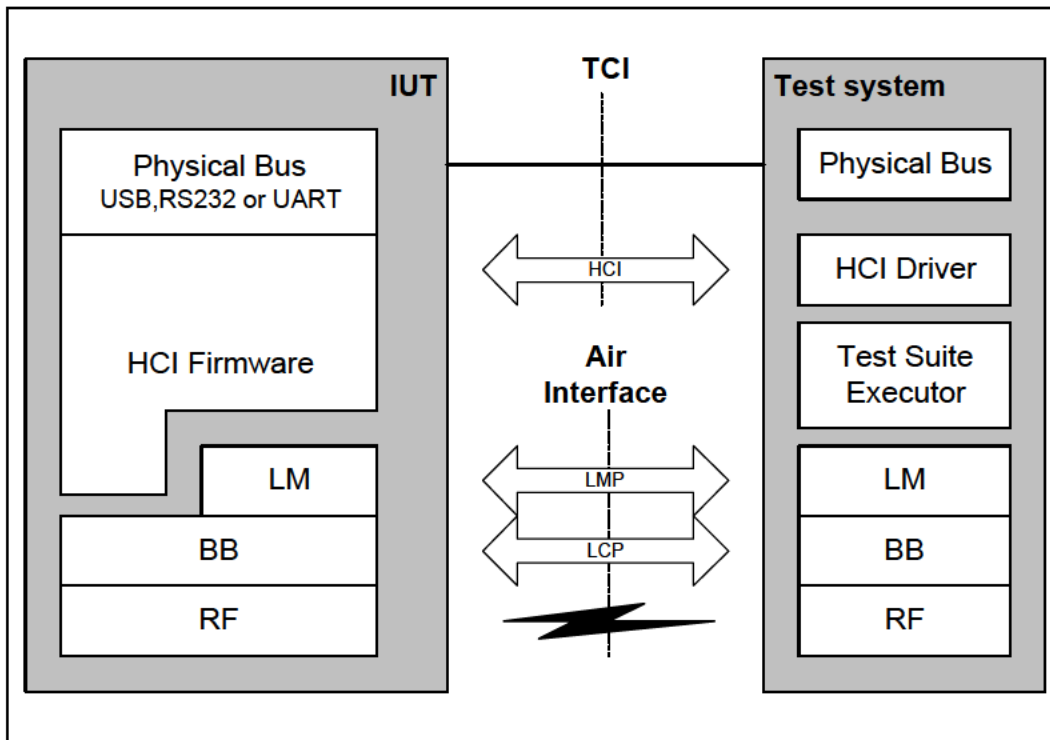 IUT
Physical Bus
USB,RS232 or UART
HCI Firmware
LM
BB
RF
TCI
HCI
Air
Interface
LMP
LCP
Test system
Physical Bus
HCI Driver
Test Suite
Executor
LM
BB
RF